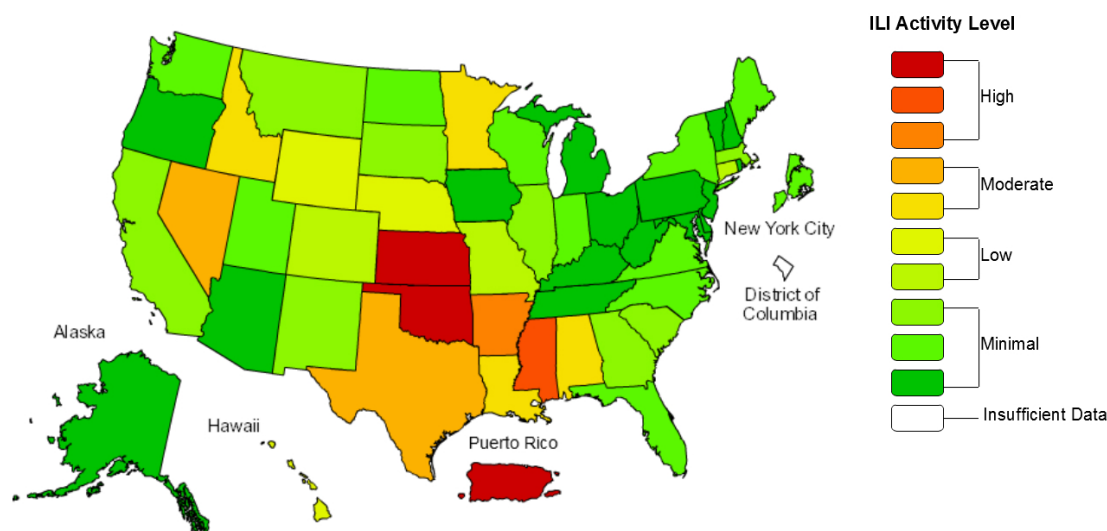 ILI Activity Level
High
Moderate
Low
Minimal
Insufficient Data
New York City
District of
Columbia
Alaska
Hawaii
Puerto Rico